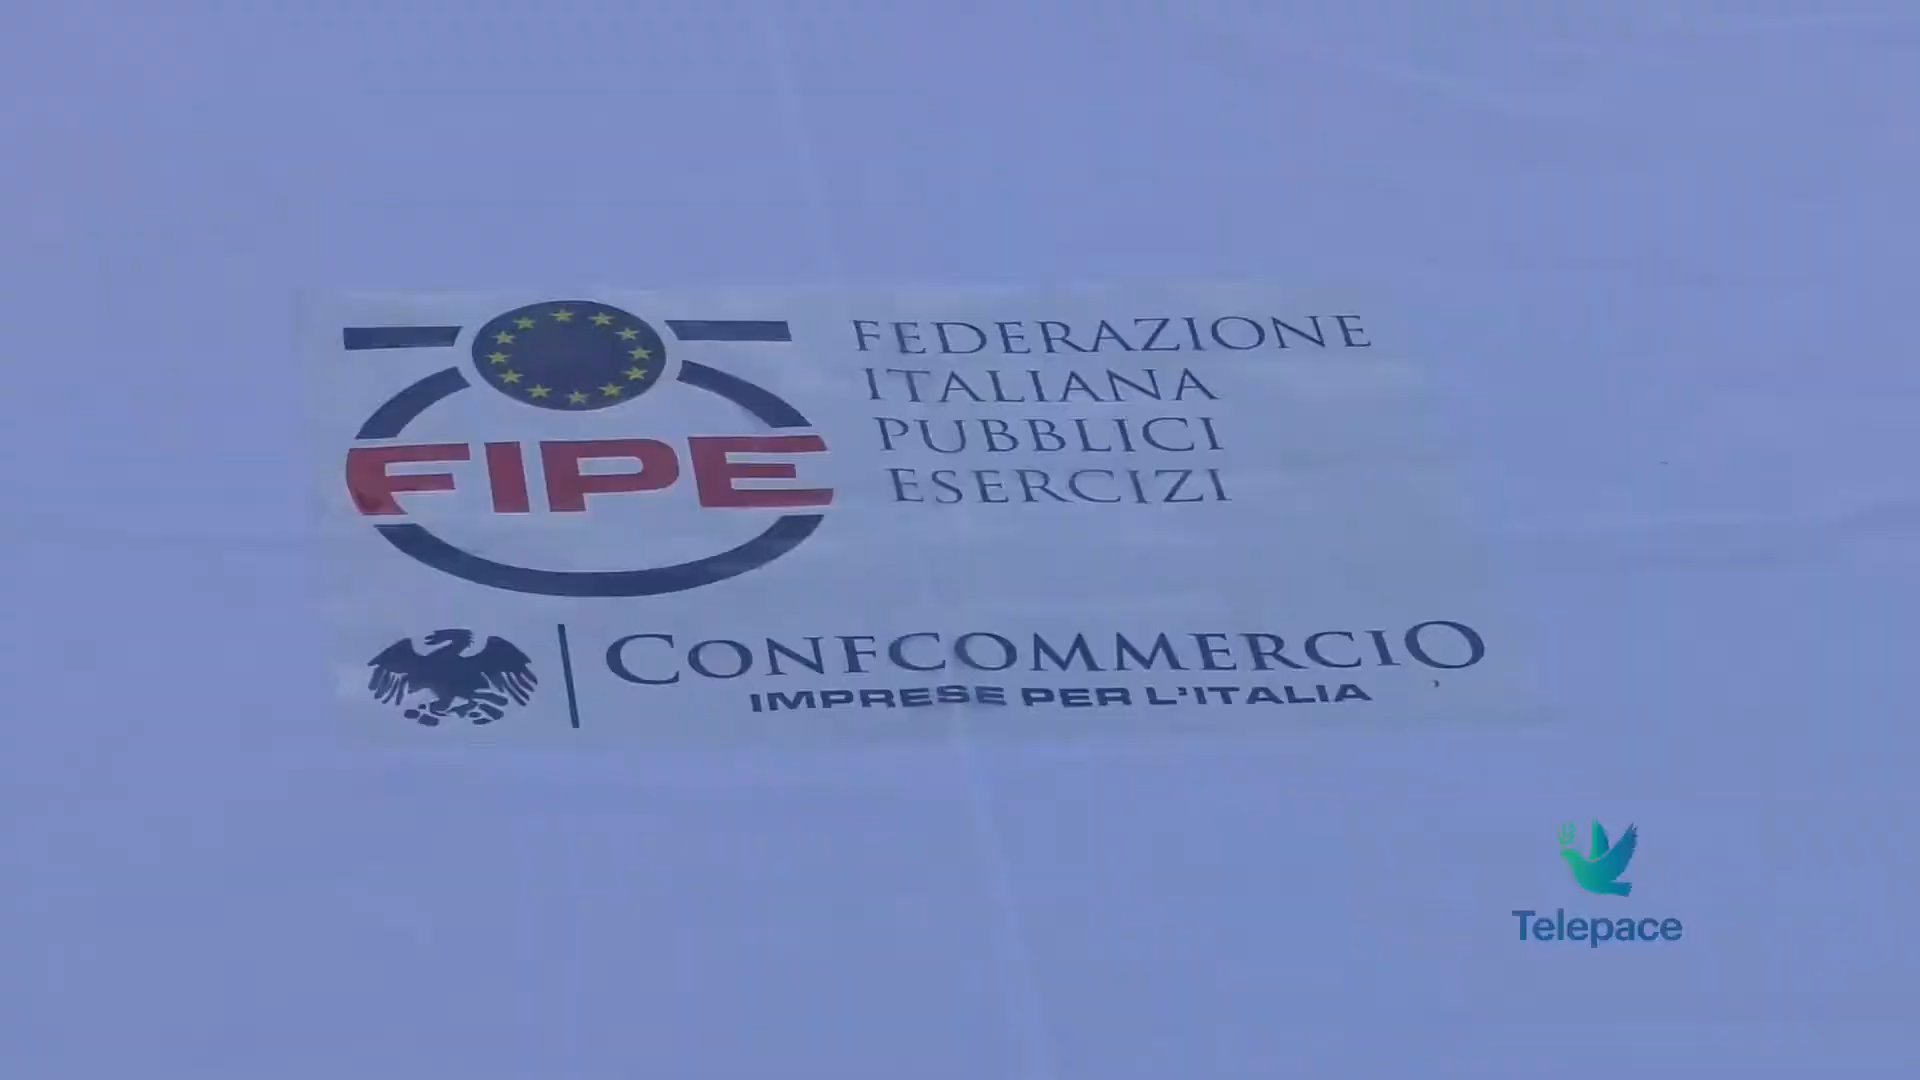 FIPE
FEDERAZIONE
ITALIANA
PUBBLICI
ESERCIZI
CONFCOMMERCIO
IMPRESE PER L'ITALIA
Telepace